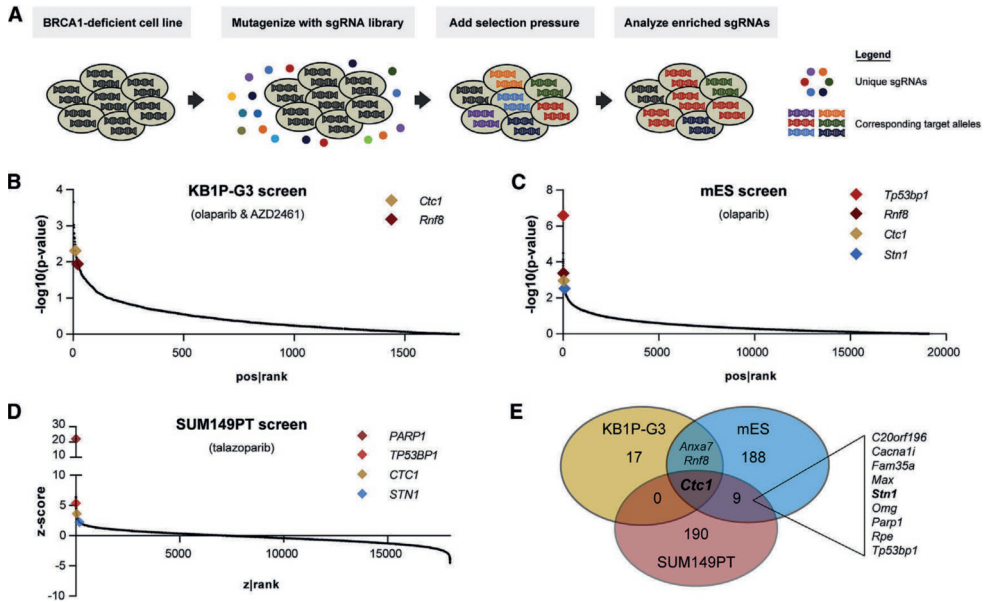 A
BRCA1-deficient cell line
Mutagenize with sgRNA library
Add selection pressure
Analyze enriched sgRNAs
Legend
Unique sgRNAs
Corresponding target alleles
B
KB1P-G3 screen
(olaparib & AZD2461)
Ctc1
Rnf8
-log10(p-value)
4
3
2
1
0
0
500
1000
1500
pos|rank
C
mES screen
(olaparib)
Tp53bp1
Rnf8
Ctc1
Stn1
-log10(p-value)
8
6
4
2
0
0
5000
10000
15000
20000
pos|rank
D
SUM149PT screen
(talazoparib)
PARP1
TP53BP1
CTC1
STN1
z-score
30
20
10
10
5
0
-5
-10
5000
10000
15000
z|rank
E
KB1P-G3
17
Anxa7
Rnf8
mES
188
Ctc1
0
9
190
SUM149PT
C20orf196
Cacna1i
Fam35a
Max
Stn1
Omg
Parp1
Rpe
Tp53bp1